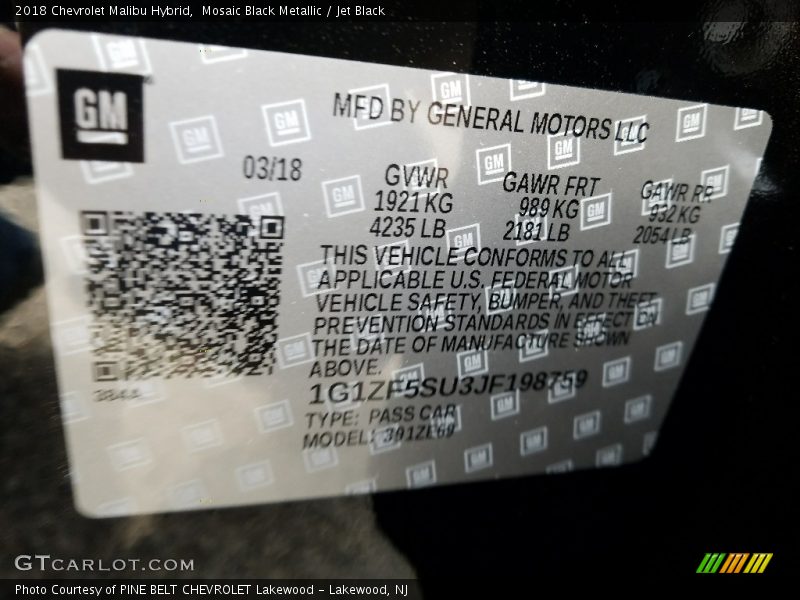 2018 Chevrolet Malibu Hybrid,  Mosaic Black Metallic / Jet Black
GM
MFD BY GENERAL MOTORS LLC
03/18
GVWR
1921 KG
4235 LB
GAWR FRT
989 KG
2181 LB
GAWR RR
932 KG
2054 LB
THIS VEHICLE CONFORMS TO ALL
APPLICABLE U.S. FEDERAL MOTOR
VEHICLE SAFETY, BUMPER, AND THEFT
PREVENTION STANDARDS IN EFFECT ON
THE DATE OF MANUFACTURE SHOWN
ABOVE.
384A
1G1ZF5SU3JF198759
TYPE: PASS CAR
MODEL: 391ZE69
GTCARLOT.COM
Photo Courtesy of PINE BELT CHEVROLET Lakewood - Lakewood, NJ